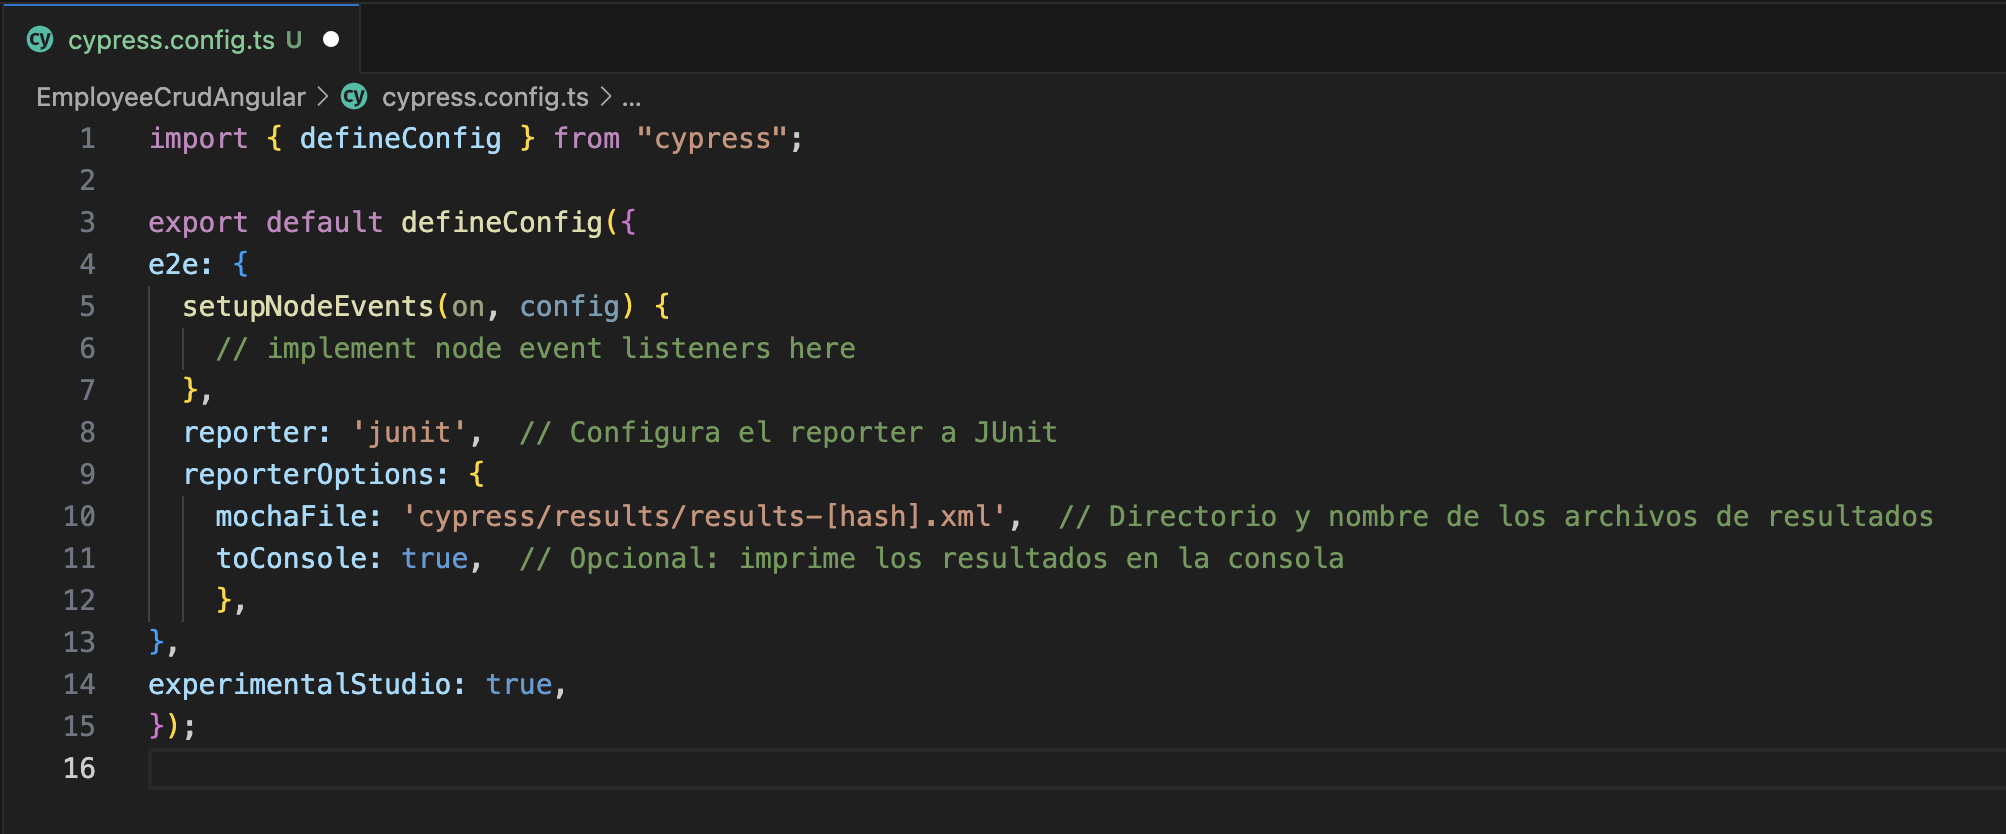 cypress.config.ts U
EmployeeCrudAngular > cypress.config.ts > ...
1 import { defineConfig } from "cypress";
2
3 export default defineConfig({
4 e2e: {
5   setupNodeEvents(on, config) {
6     // implement node event listeners here
7   },
8   reporter: 'junit',  // Configura el reporter a JUnit
9   reporterOptions: {
10     mochaFile: 'cypress/results/results-[hash].xml',  // Directorio y nombre de los archivos de resultados
11     toConsole: true,  // Opcional: imprime los resultados en la consola
12     },
13 },
14 experimentalStudio: true,
15 });
16